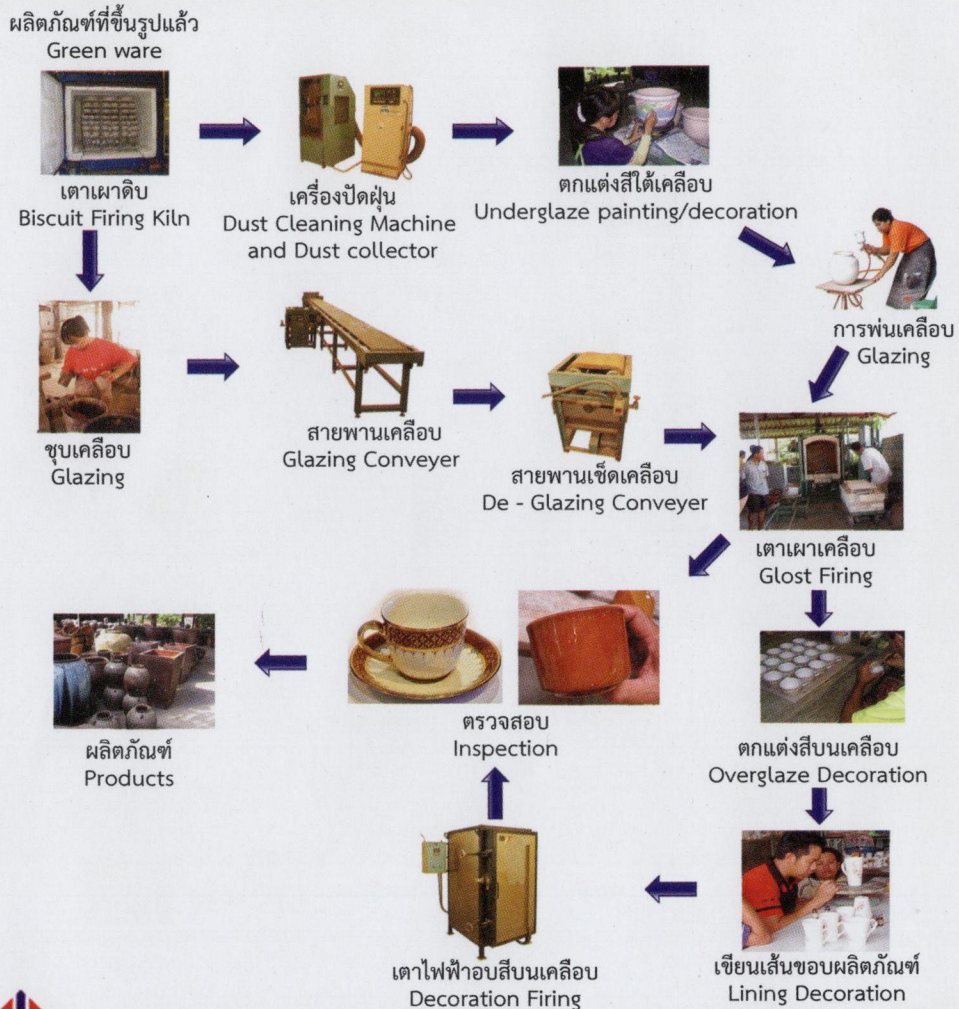 ผลิตภัณฑ์ที่ขึ้นรูปแล้ว
Green ware
เตาเผาดิบ
Biscuit Firing Kiln
เครื่องปัดฝุ่น
Dust Cleaning Machine
and Dust collector
ตกแต่งสีใต้เคลือบ
Underglaze painting/decoration
การพ่นเคลือบ
Glazing
ชุบเคลือบ
Glazing
สายพานเคลือบ
Glazing Conveyer
สายพานเช็ดเคลือบ
De - Glazing Conveyer
เตาเผาเคลือบ
Glost Firing
ผลิตภัณฑ์
Products
ตรวจสอบ
Inspection
ตกแต่งสีบนเคลือบ
Overglaze Decoration
เตาไฟฟ้าอบสีบนเคลือบ
Decoration Firing
เขียนเส้นขอบผลิตภัณฑ์
Lining Decoration